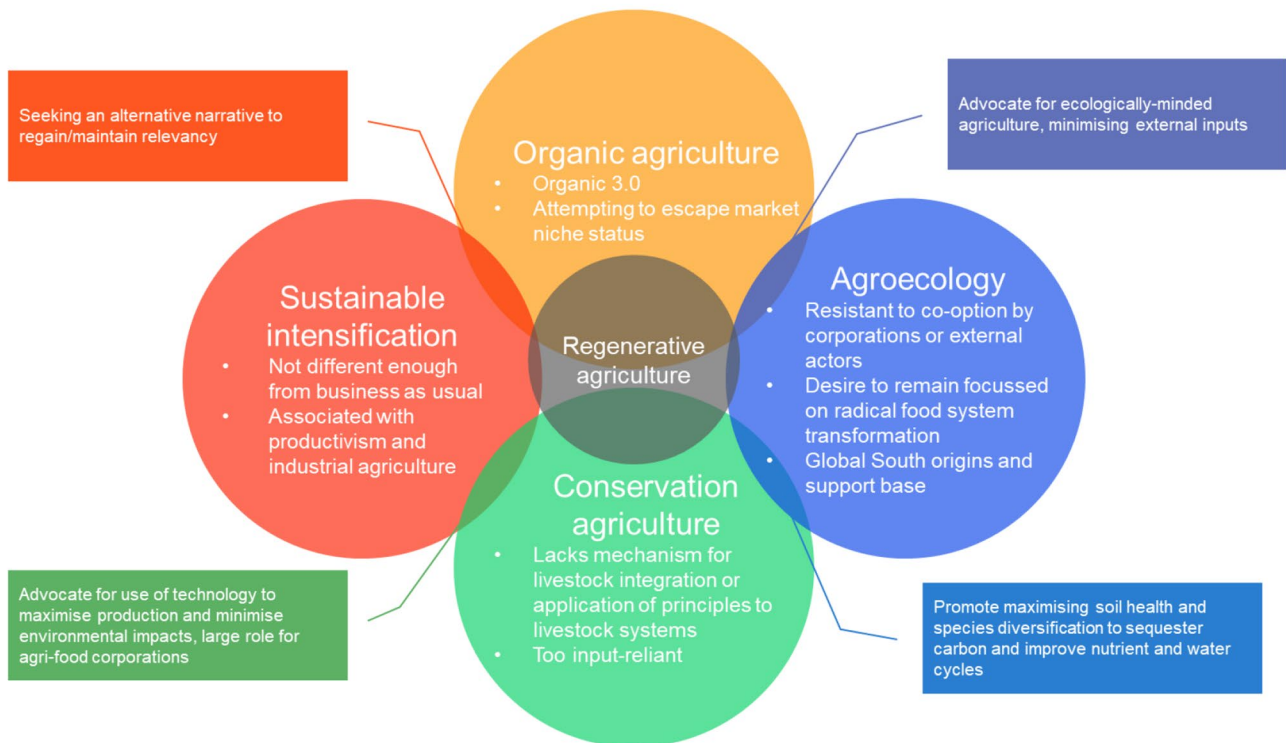 Seeking an alternative narrative to
regain/maintain relevancy
Advocate for ecologically-minded
agriculture, minimising external inputs
Organic agriculture
• Organic 3.0
• Attempting to escape market
niche status
Sustainable
intensification
• Not different enough
from business as usual
• Associated with
productivism and
industrial agriculture
Regenerative
agriculture
Agroecology
• Resistant to co-option by
corporations or external
actors
• Desire to remain focussed
on radical food system
transformation
• Global South origins and
support base
Conservation
agriculture
• Lacks mechanism for
livestock integration or
application of principles to
livestock systems
• Too input-reliant
Advocate for use of technology to
maximise production and minimise
environmental impacts, large role for
agri-food corporations
Promote maximising soil health and
species diversification to sequester
carbon and improve nutrient and water
cycles